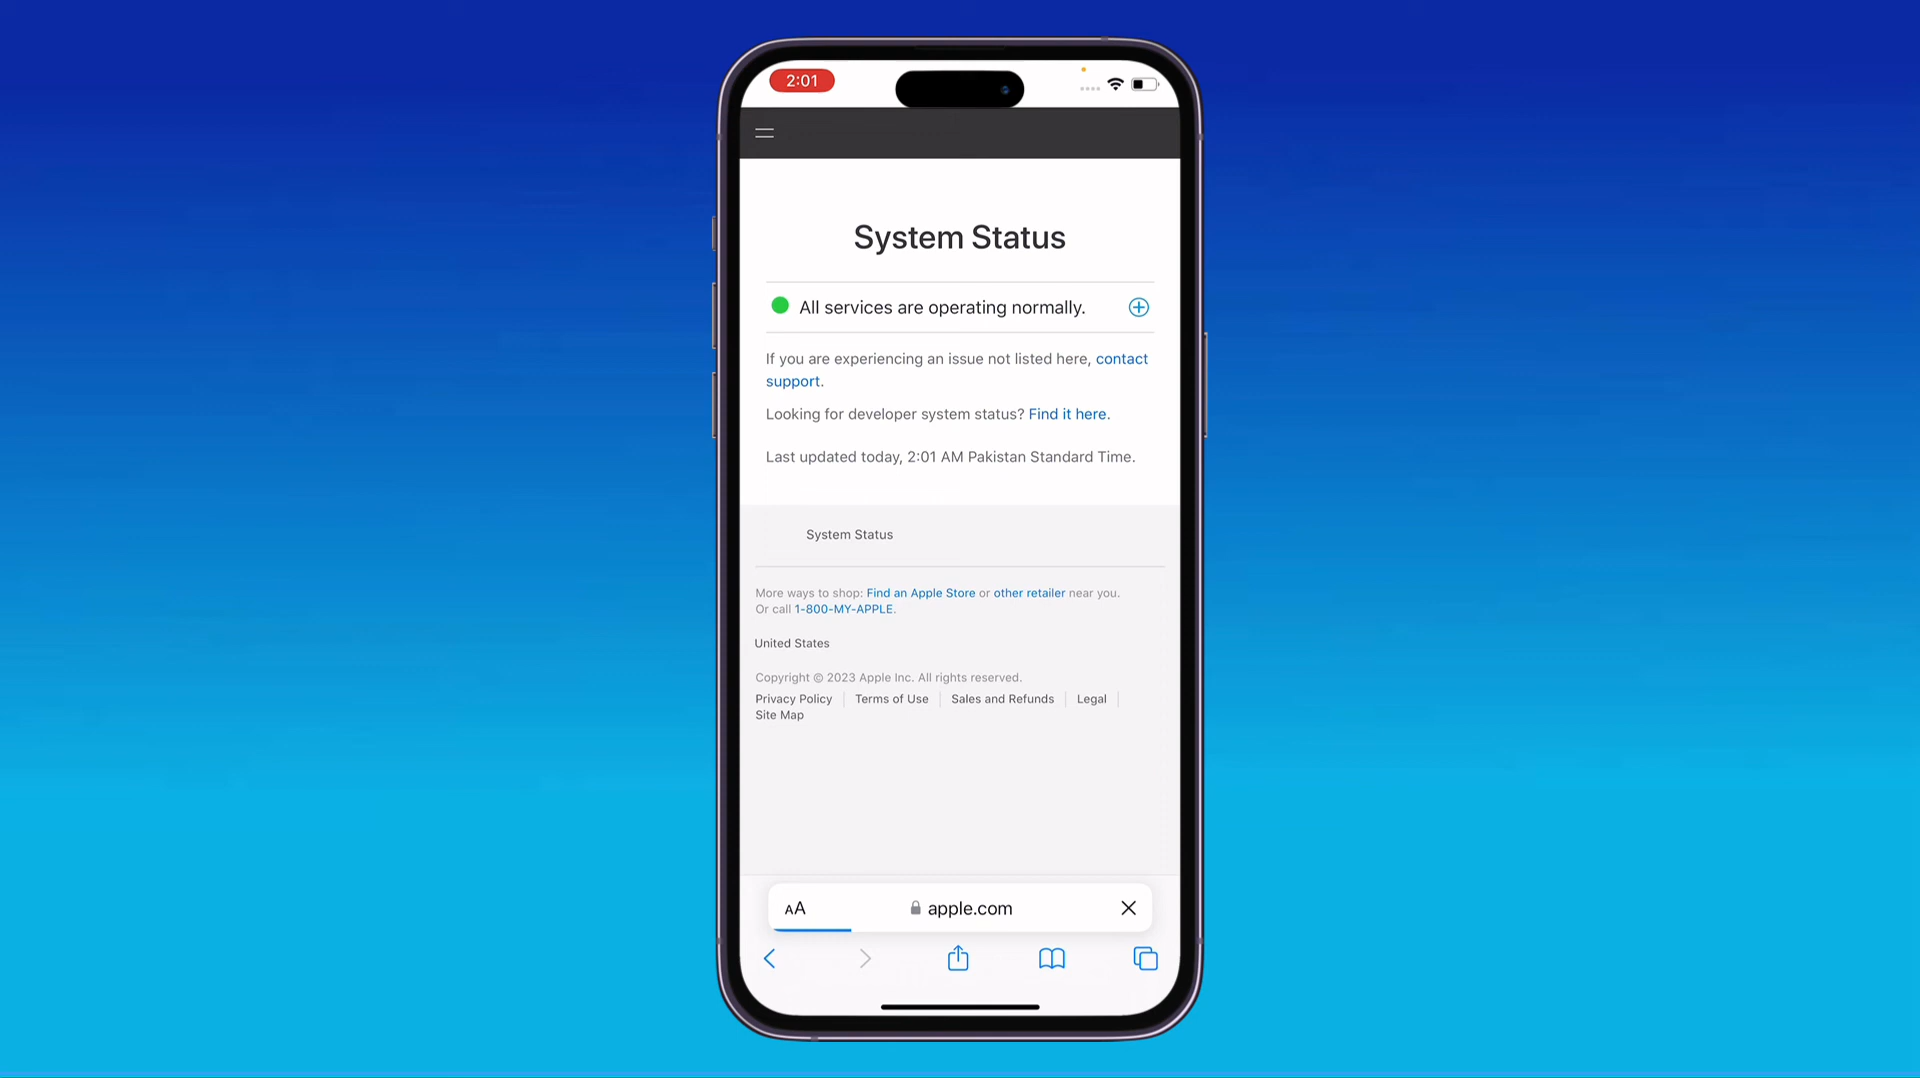 2:01
System Status
All services are operating normally.
If you are experiencing an issue not listed here, contact
support.
Looking for developer system status? Find it here.
Last updated today, 2:01 AM Pakistan Standard Time.
System Status
More ways to shop: Find an Apple Store or other retailer near you.
Or call 1-800-MY-APPLE.
United States
Copyright © 2023 Apple Inc. All rights reserved.
Privacy Policy | Terms of Use | Sales and Refunds | Legal |
Site Map
AA apple.com